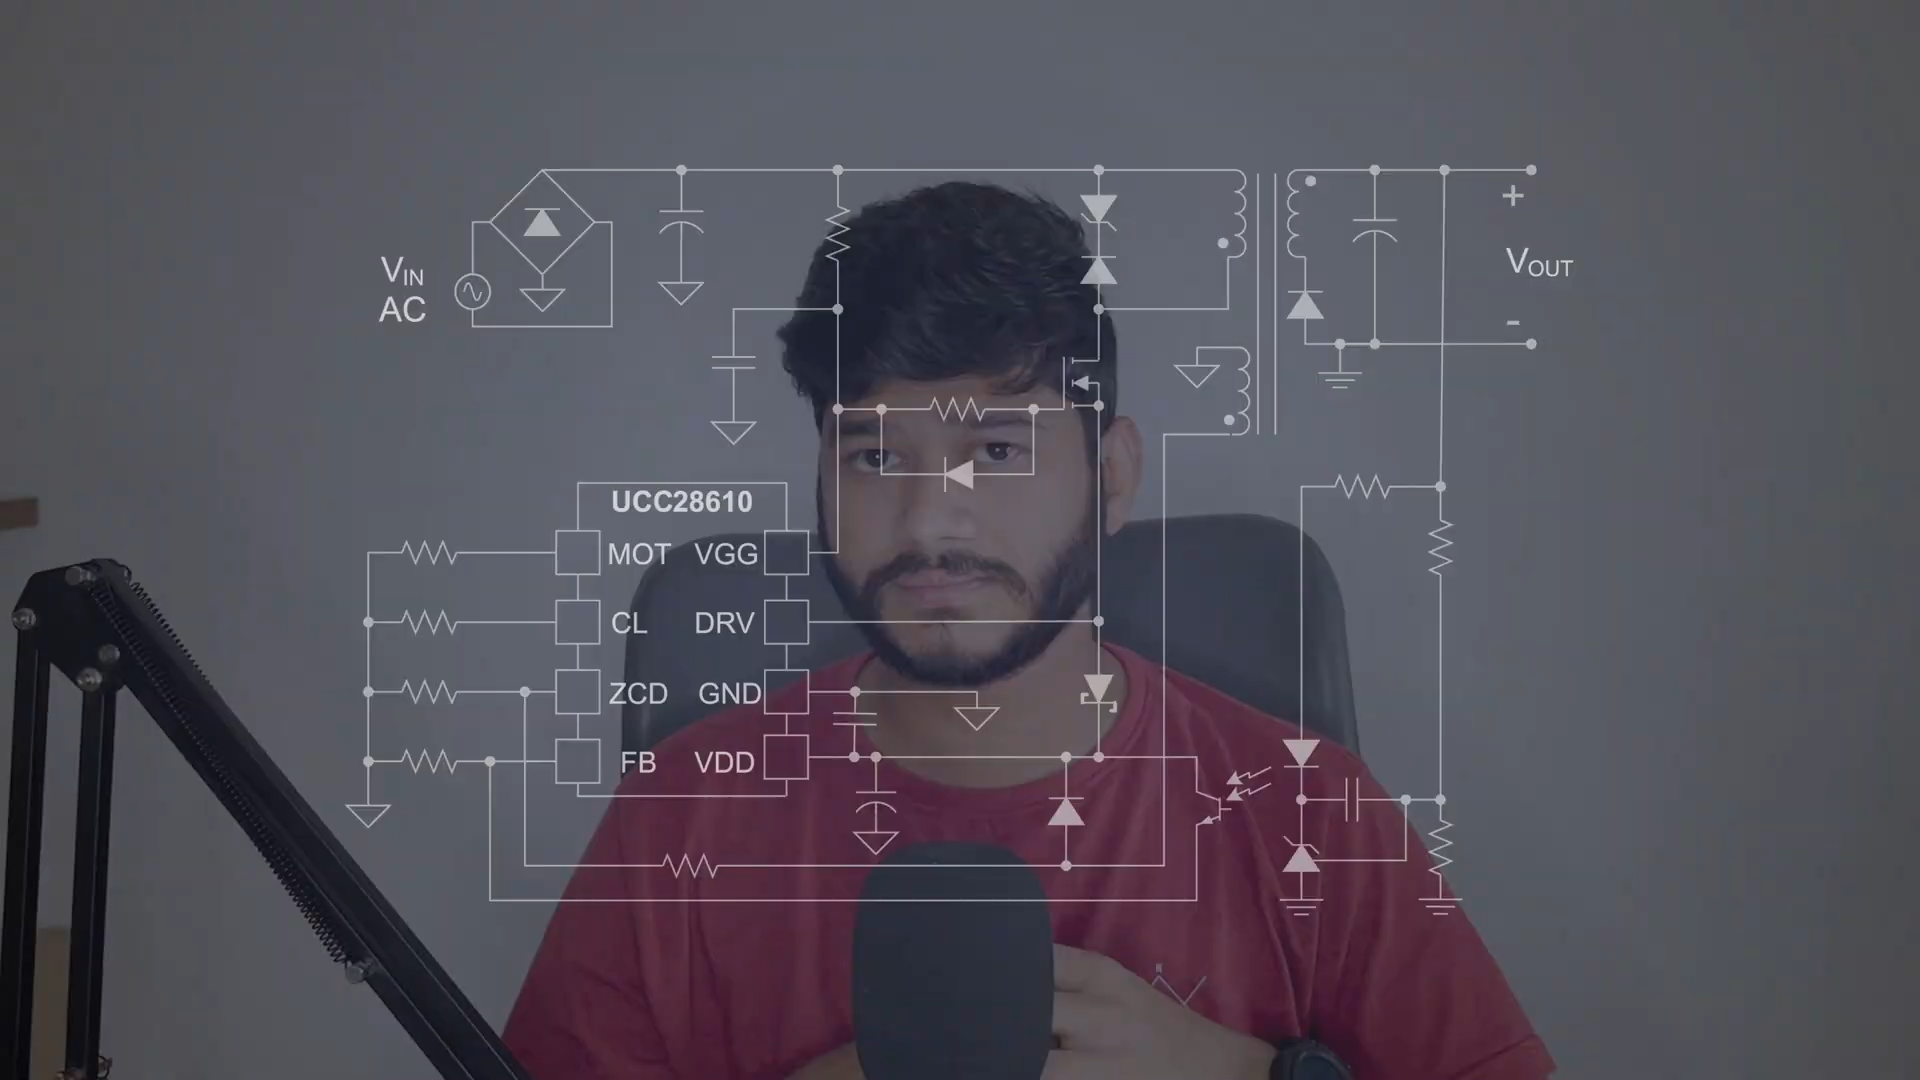 VIN
AC
+
VOUT
-
UCC28610
MOT VGG
CL DRV
ZCD GND
FB VDD